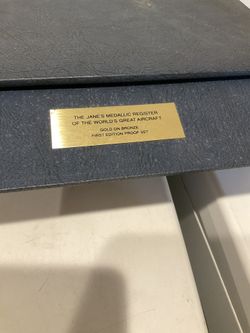 THE JANE'S MEDALLIC REGISTER
OF THE WORLD'S GREAT AIRCRAFT
GOLD ON BRONZE
FIRST EDITION PROOF SET